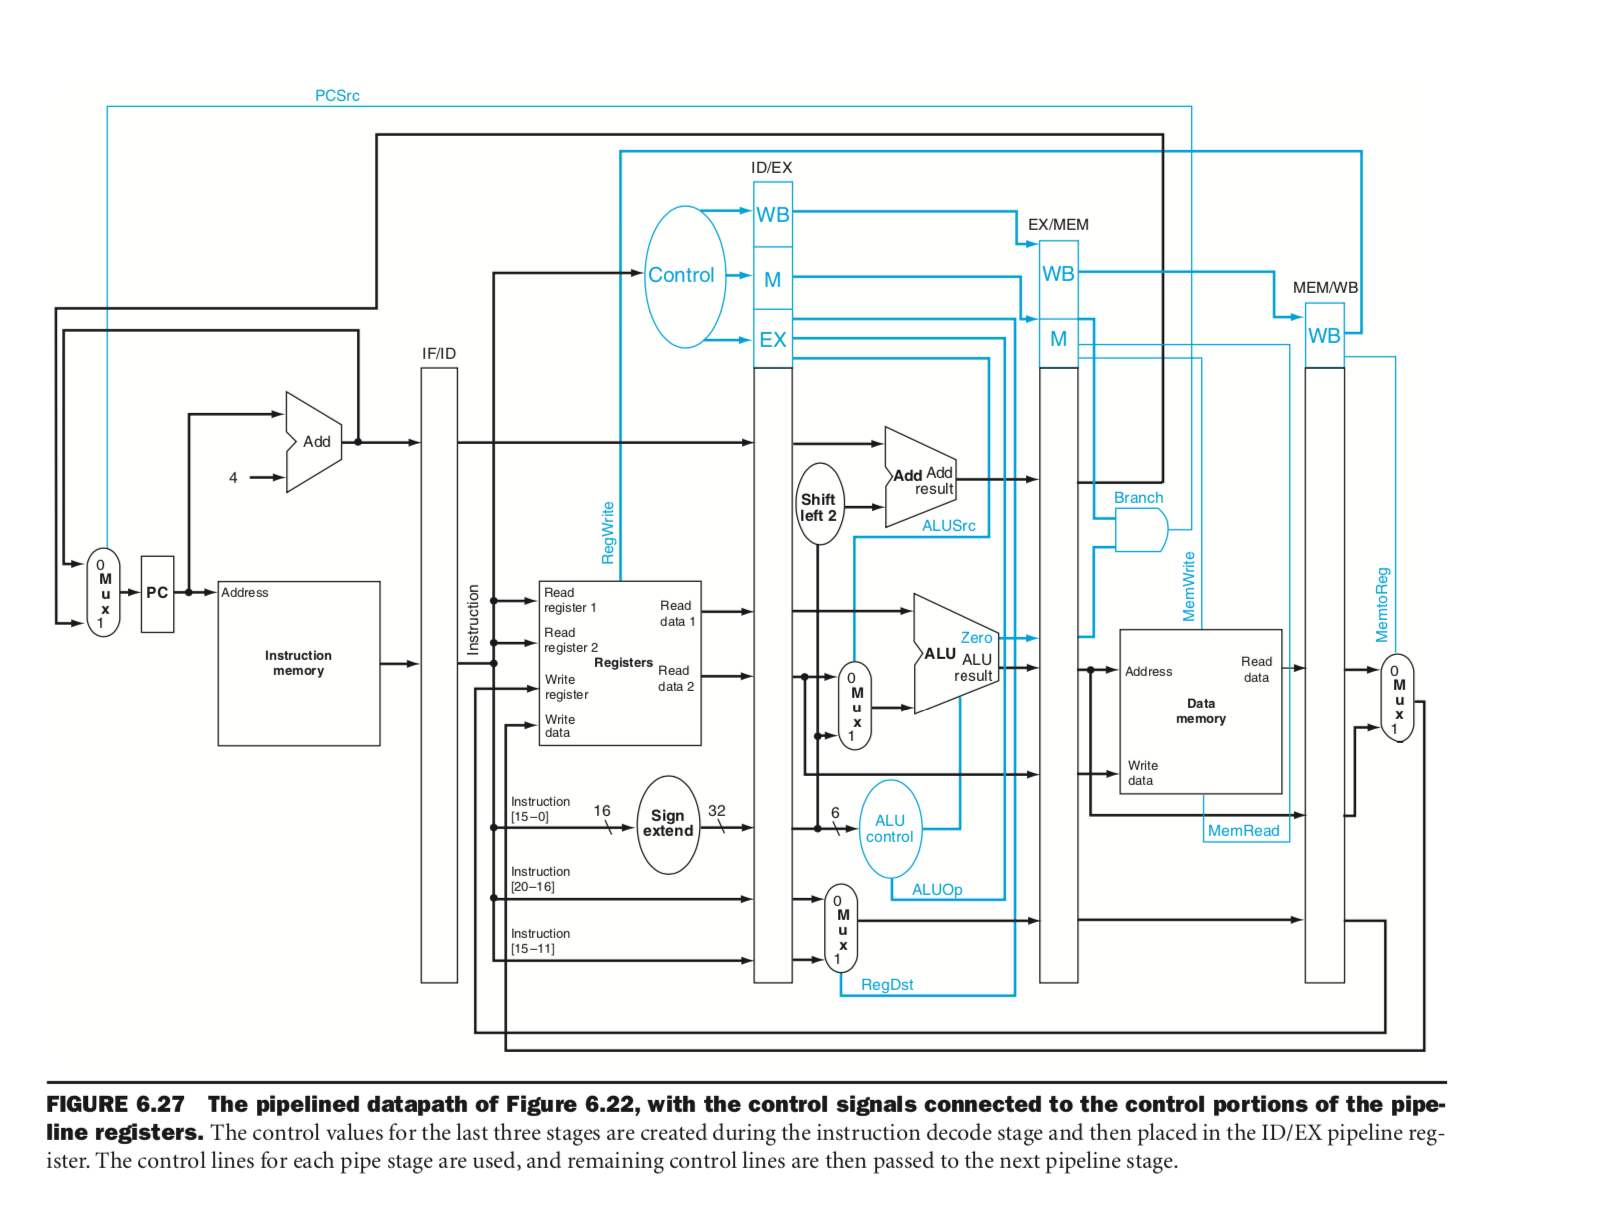 PCSrc
ID/EX
WB
EX/MEM
Control
M
WB
MEM/WB
EX
M
WB
IF/ID
Add
4
Shift
left 2
Add Add
result
Branch
ALUSrc
RegWrite
MemWrite
MemtoReg
Instruction
0
M
u
x
1
PC
Address
Instruction
memory
Read
register 1
Read
register 2
Write
register
Write
data
Registers
Read
data 1
Read
data 2
0
M
u
x
1
Zero
ALU
ALU
result
Address
Read
data
Data
memory
Write
data
0
M
u
x
1
Instruction
[15–0]
16
Sign
extend
32
6
ALU
control
MemRead
Instruction
[20–16]
ALUOp
0
M
u
x
1
Instruction
[15–11]
RegDst
FIGURE 6.27 The pipelined datapath of Figure 6.22, with the control signals connected to the control portions of the pipe-
line registers. The control values for the last three stages are created during the instruction decode stage and then placed in the ID/EX pipeline reg-
ister. The control lines for each pipe stage are used, and remaining control lines are then passed to the next pipeline stage.